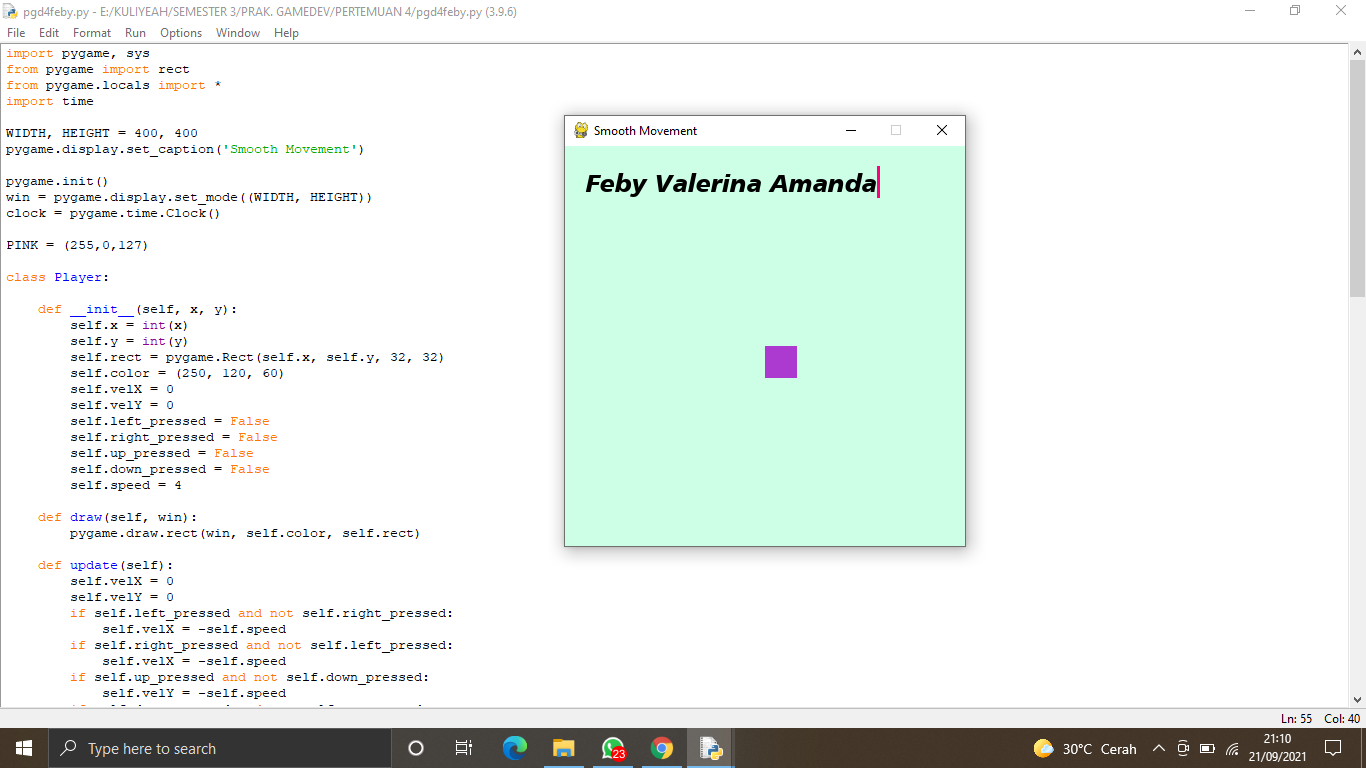 pgd4feby.py - E:/KULIYEAH/SEMESTER 3/PRAK. GAMEDEV/PERTEMUAN 4/pgd4feby.py (3.9.6)
File Edit Format Run Options Window Help
import pygame, sys
from pygame import rect
from pygame.locals import *
import time
WIDTH, HEIGHT = 400, 400
pygame.display.set_caption('Smooth Movement')
pygame.init()
win = pygame.display.set_mode((WIDTH, HEIGHT))
clock = pygame.time.Clock()
PINK = (255,0,127)
class Player:
    def __init__(self, x, y):
        self.x = int(x)
        self.y = int(y)
        self.rect = pygame.Rect(self.x, self.y, 32, 32)
        self.color = (250, 120, 60)
        self.velX = 0
        self.velY = 0
        self.left_pressed = False
        self.right_pressed = False
        self.up_pressed = False
        self.down_pressed = False
        self.speed = 4
    def draw(self, win):
        pygame.draw.rect(win, self.color, self.rect)
    def update(self):
        self.velX = 0
        self.velY = 0
        if self.left_pressed and not self.right_pressed:
            self.velX = -self.speed
        if self.right_pressed and not self.left_pressed:
            self.velX = -self.speed
        if self.up_pressed and not self.down_pressed:
            self.velY = -self.speed
Smooth Movement
Feby Valerina Amanda
Ln: 55 Col: 40
Type here to search
23
30°C Cerah
21:10
21/09/2021